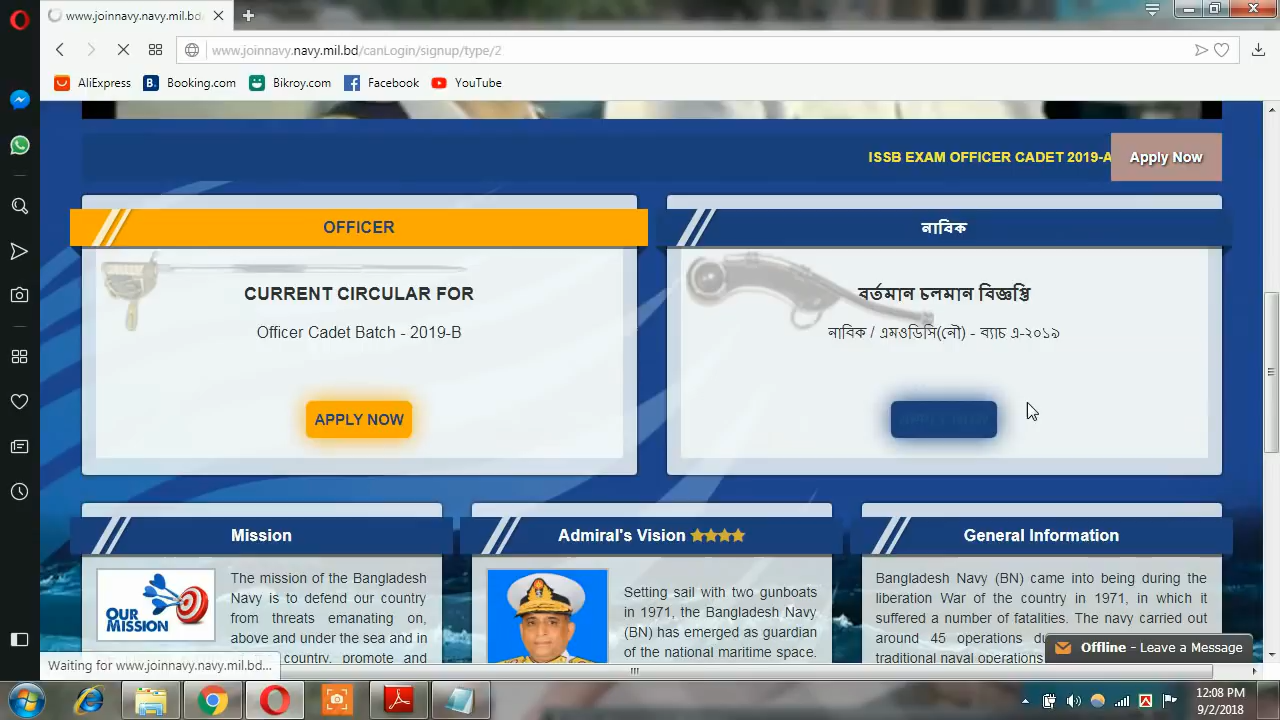 www.joinnavy.navy.mil.bd
www.joinnavy.navy.mil.bd/canLogin/signup/type/2
AliExpress
B. Booking.com
Bikroy.com
Facebook
YouTube
ISSB EXAM OFFICER CADET 2019-A
Apply Now
OFFICER
CURRENT CIRCULAR FOR
Officer Cadet Batch - 2019-B
APPLY NOW
নাবিক
বর্তমান চলমান বিজ্ঞপ্তি
নাবিক / এমওডিসি(নৌ) - ব্যাচ এ-২০১৯
Mission
OUR
MISSION
The mission of the Bangladesh
Navy is to defend our country
from threats emanating on,
above and under the sea and in
country, promote and
Admiral's Vision
Setting sail with two gunboats
in 1971, the Bangladesh Navy
(BN) has emerged as guardian
of the national maritime space.
General Information
Bangladesh Navy (BN) came into being during the
liberation War of the country in 1971, in which it
suffered a number of fatalities. The navy carried out
around 45 operations
traditional naval operations
Offline - Leave a Message
Waiting for www.joinnavy.navy.mil.bd...
12:08 PM
9/2/2018